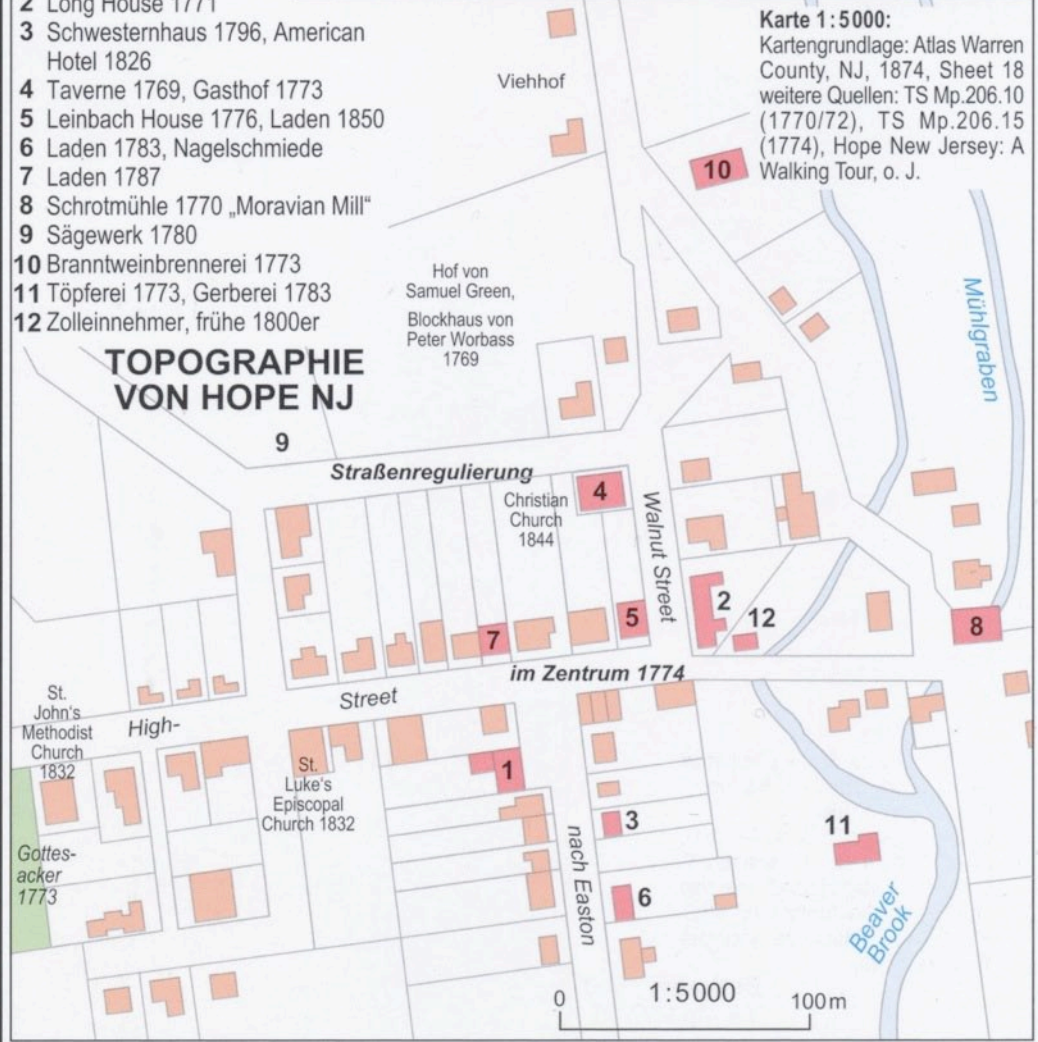 2 Long House 1771
3 Schwesternhaus 1796, American
Hotel 1826
4 Taverne 1769, Gasthof 1773
5 Leinbach House 1776, Laden 1850
6 Laden 1783, Nagelschmiede
7 Laden 1787
8 Schrotmühle 1770 „Moravian Mill“
9 Sägewerk 1780
10 Branntweinbrennerei 1773
11 Töpferei 1773, Gerberei 1783
12 Zolleinnehmer, frühe 1800er
TOPOGRAPHIE
VON HOPE NJ
Karte 1:5000:
Kartengrundlage: Atlas Warren
County, NJ, 1874, Sheet 18
weitere Quellen: TS Mp.206.10
(1770/72), TS Mp.206.15
(1774), Hope New Jersey: A
Walking Tour, o. J.
Viehhof
10
Hof von
Samuel Green,
Blockhaus von
Peter Worbass
1769
Mühlgraben
9
Straßenregulierung
4
Christian
Church
1844
Walnut Street
2
12
5
7
8
im Zentrum 1774
Street
High-
St.
John's
Methodist
Church
1832
St.
Luke's
Episcopal
Church 1832
1
3
11
Gottes-
acker
1773
nach Easton
6
Beaver
Brook
0
1:5000
100m